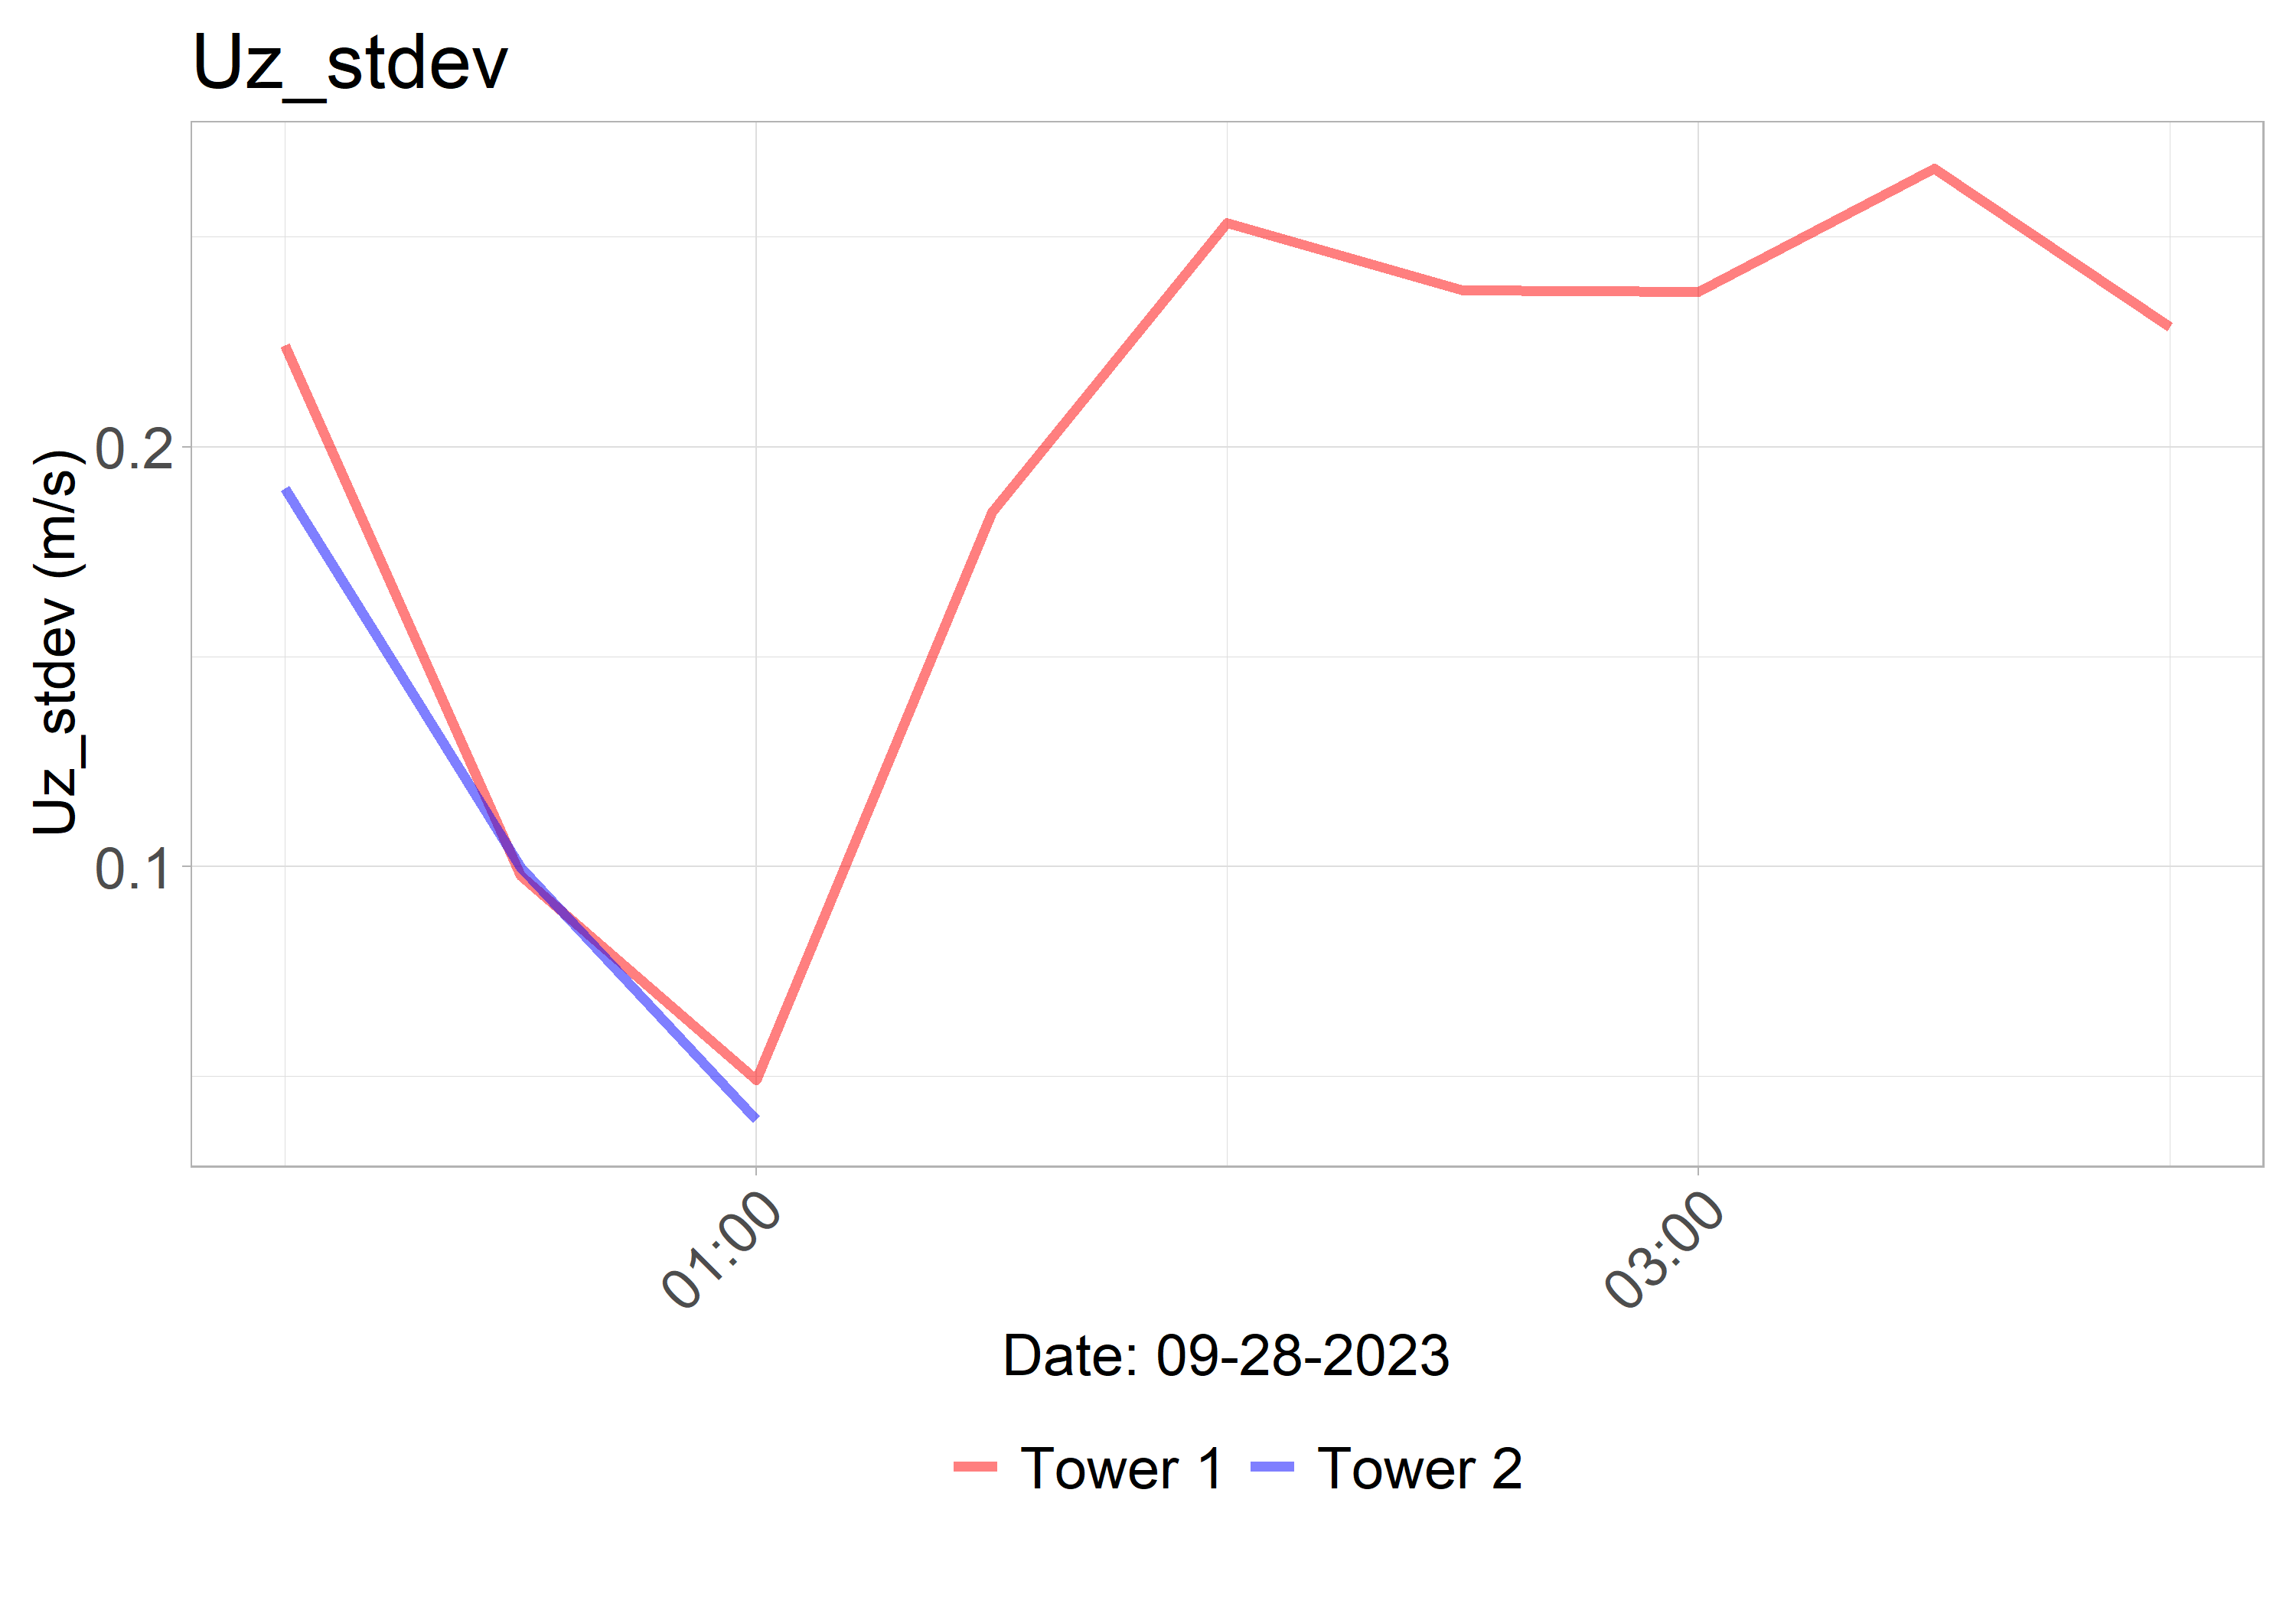 Uz_stdev
Uz_stdev (m/s)
0.2
0.1
01:00
03:00
Date: 09-28-2023
Tower 1
Tower 2